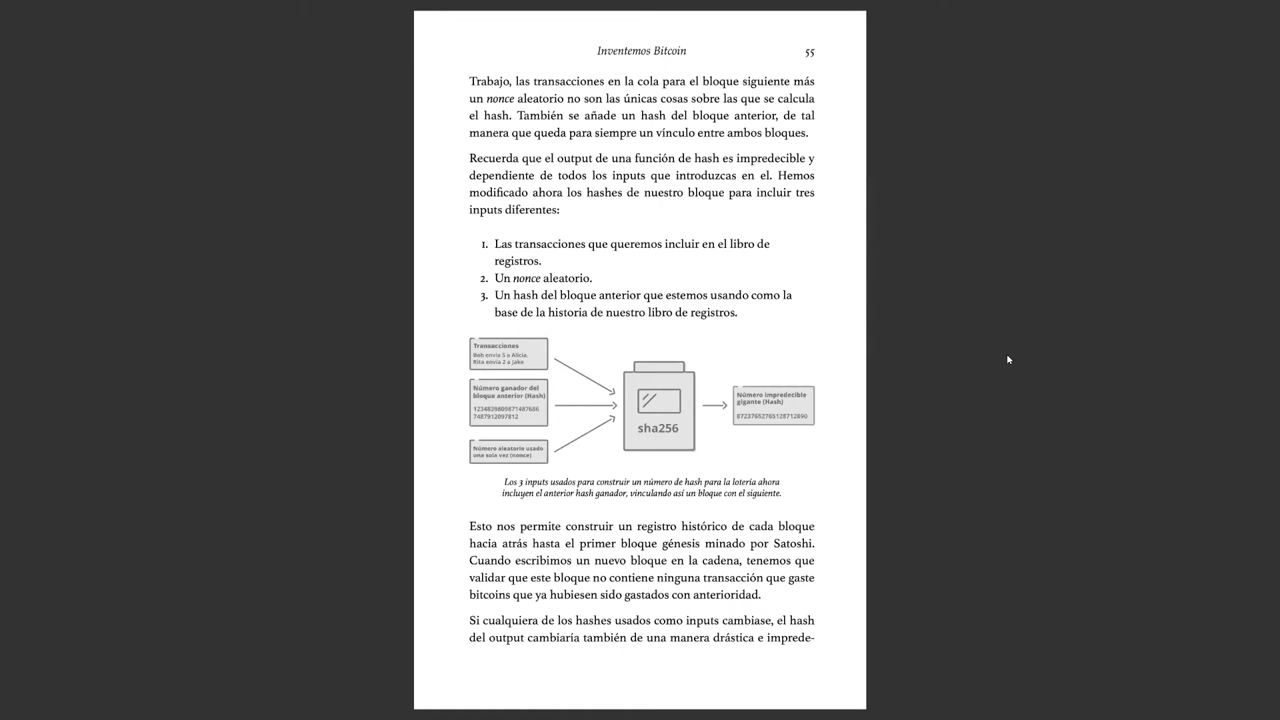 Inventemos Bitcoin 55
Trabajo, las transacciones en la cola para el bloque siguiente más
un nonce aleatorio no son las únicas cosas sobre las que se calcula
el hash. También se añade un hash del bloque anterior, de tal
manera que queda para siempre un vínculo entre ambos bloques.
Recuerda que el output de una función de hash es impredecible y
dependiente de todos los inputs que introduzcas en el. Hemos
modificado ahora los hashes de nuestro bloque para incluir tres
inputs diferentes:
1. Las transacciones que queremos incluir en el libro de
registros.
2. Un nonce aleatorio.
3. Un hash del bloque anterior que estemos usando como la
base de la historia de nuestro libro de registros.
Transacciones
Bob envía 5 a Alicia,
Rita envía 2 a Jake
Número ganador del
bloque anterior (Hash)
1234839809871487686
7487912097812
Número aleatorio usado
una sola vez (nonce)
sha256
Número impredecible
gigante (Hash)
87237652765128712890
Los 3 inputs usados para construir un número de hash para la lotería ahora
incluyen el anterior hash ganador, vinculando así un bloque con el siguiente.
Esto nos permite construir un registro histórico de cada bloque
hacia atrás hasta el primer bloque génesis minado por Satoshi.
Cuando escribimos un nuevo bloque en la cadena, tenemos que
validar que este bloque no contiene ninguna transacción que gaste
bitcoins que ya hubiesen sido gastados con anterioridad.
Si cualquiera de los hashes usados como inputs cambiase, el hash
del output cambiaría también de una manera drástica e imprede-